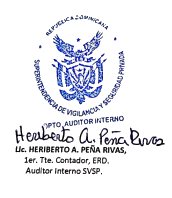 REPUBLICA DOMINICANA
SUPERINTENDENCIA DE VIGILANCIA Y SEGURIDAD PRIVADA
DPTO. AUDITOR INTERNO
Heriberto A. Peña Rivas
Lic. HERIBERTO A. PEÑA RIVAS,
1er. Tte. Contador, ERD.
Auditor Interno SVSP.